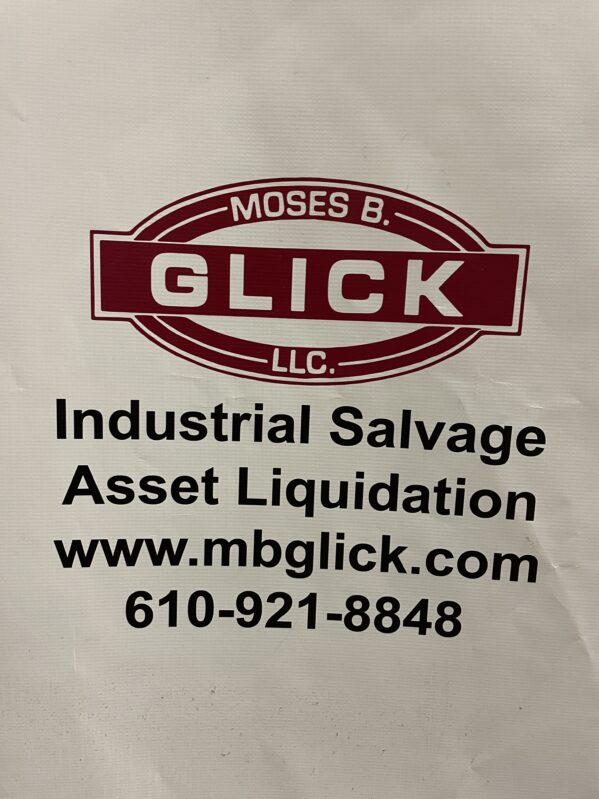 MOSES B.
GLICK
LLC.
Industrial Salvage
Asset Liquidation
www.mbglick.com
610-921-8848